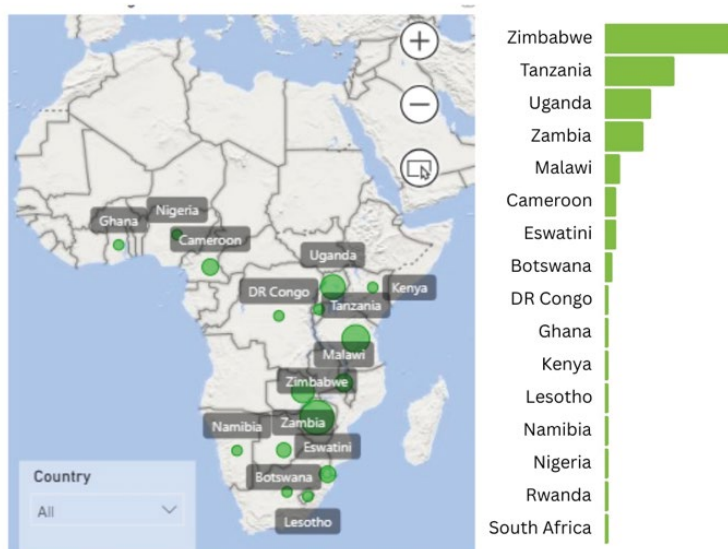 Nigeria
Ghana
Cameroon
Uganda
DR Congo
Kenya
Tanzania
Malawi
Zimbabwe
Namibia
Zambia
Eswatini
Botswana
Lesotho
Country
All
Zimbabwe
Tanzania
Uganda
Zambia
Malawi
Cameroon
Eswatini
Botswana
DR Congo
Ghana
Kenya
Lesotho
Namibia
Nigeria
Rwanda
South Africa